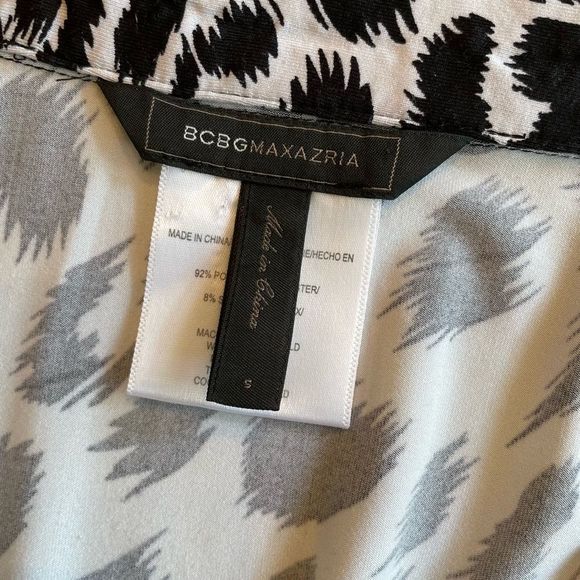 BCBGMAXAZRIA
Made in China
S
MADE IN CHINA/ E/HECHO EN
92% PO TER/
8% S X/
MAC
W LD
T
CO D